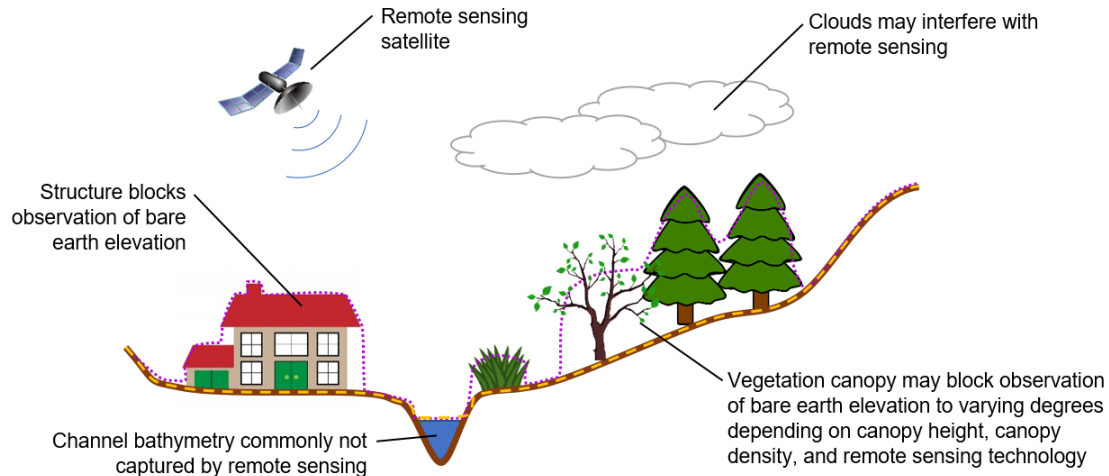 Remote sensing
satellite
Clouds may interfere with
remote sensing
Structure blocks
observation of bare
earth elevation
Vegetation canopy may block observation
of bare earth elevation to varying degrees
depending on canopy height, canopy
density, and remote sensing technology
Channel bathymetry commonly not
captured by remote sensing